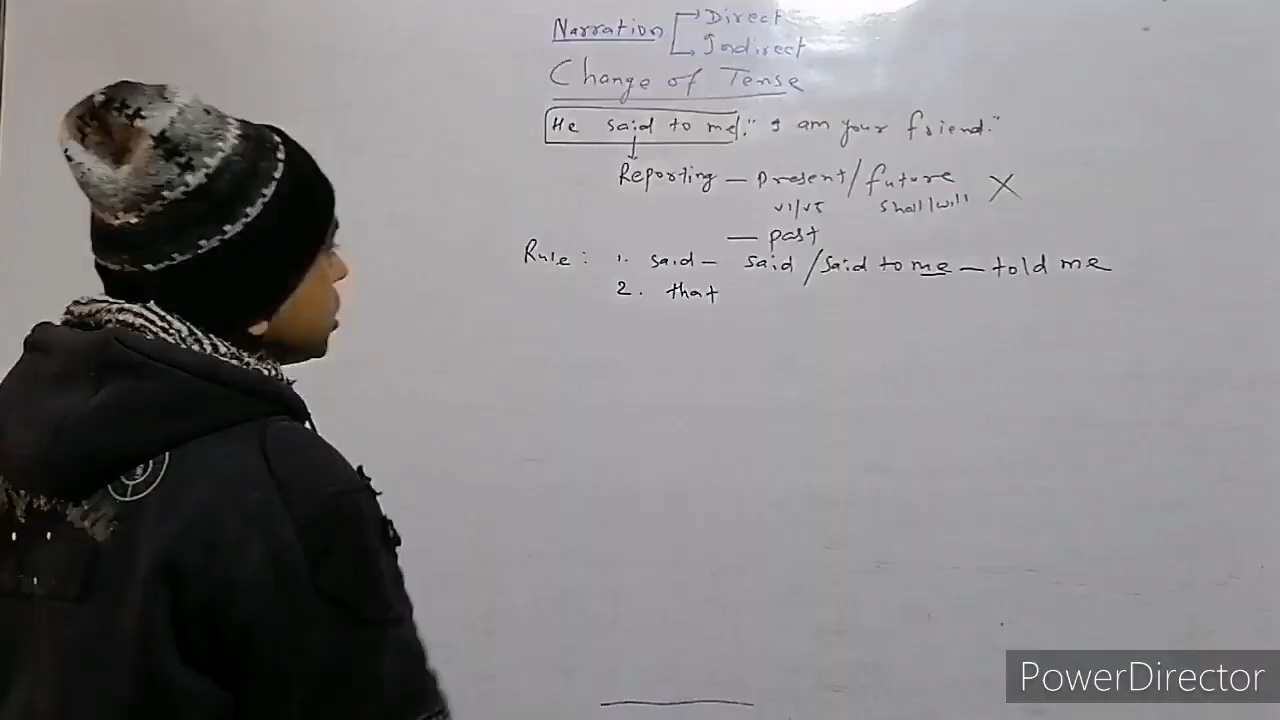 Narration Direct
Indirect
Change of Tense
He said to me, "I am your friend."
Reporting – Present/future X
v1/v5 shall/will
— past
Rule: 1. said – said/said to me – told me
2. that
PowerDirector